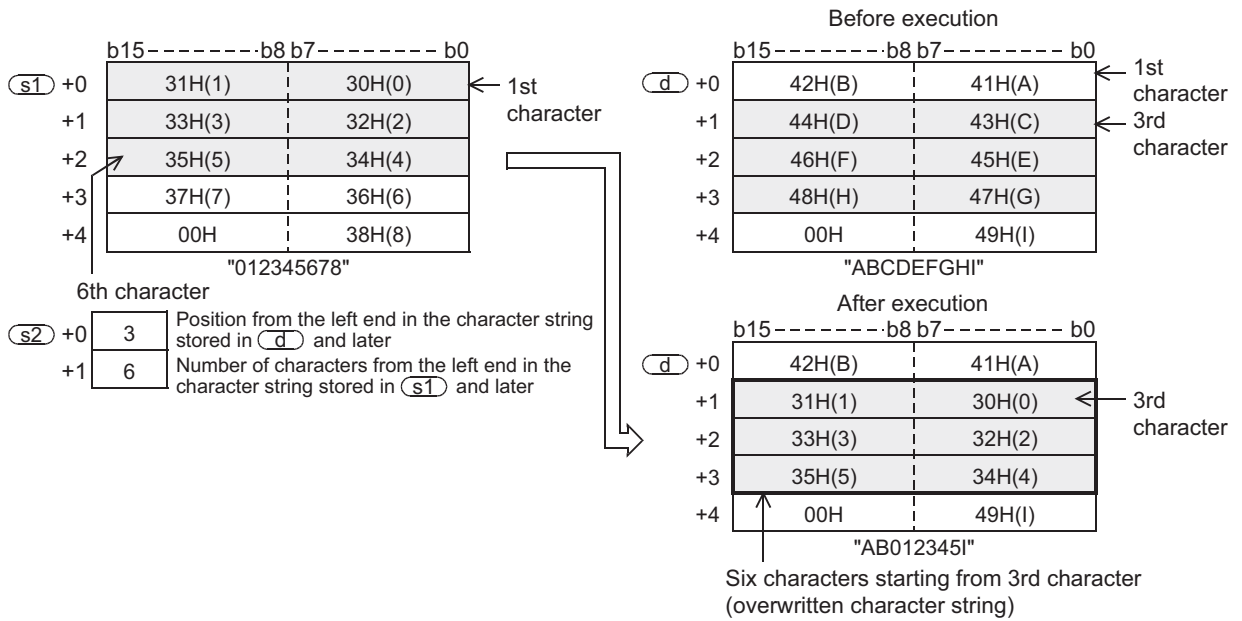 b15 b8 b7 b0
s1 +0 31H(1) 30H(0)
1st
character
+1 33H(3) 32H(2)
+2 35H(5) 34H(4)
+3 37H(7) 36H(6)
+4 00H 38H(8)
"012345678"
6th character
s2 +0 3 Position from the left end in the character string
stored in d and later
+1 6 Number of characters from the left end in the
character string stored in s1 and later
Before execution
b15 b8 b7 b0
d +0 42H(B) 41H(A)
1st
character
+1 44H(D) 43H(C)
3rd
character
+2 46H(F) 45H(E)
+3 48H(H) 47H(G)
+4 00H 49H(I)
"ABCDEFGHI"
After execution
b15 b8 b7 b0
d +0 42H(B) 41H(A)
+1 31H(1) 30H(0)
3rd
character
+2 33H(3) 32H(2)
+3 35H(5) 34H(4)
+4 00H 49H(I)
"AB012345I"
Six characters starting from 3rd character
(overwritten character string)